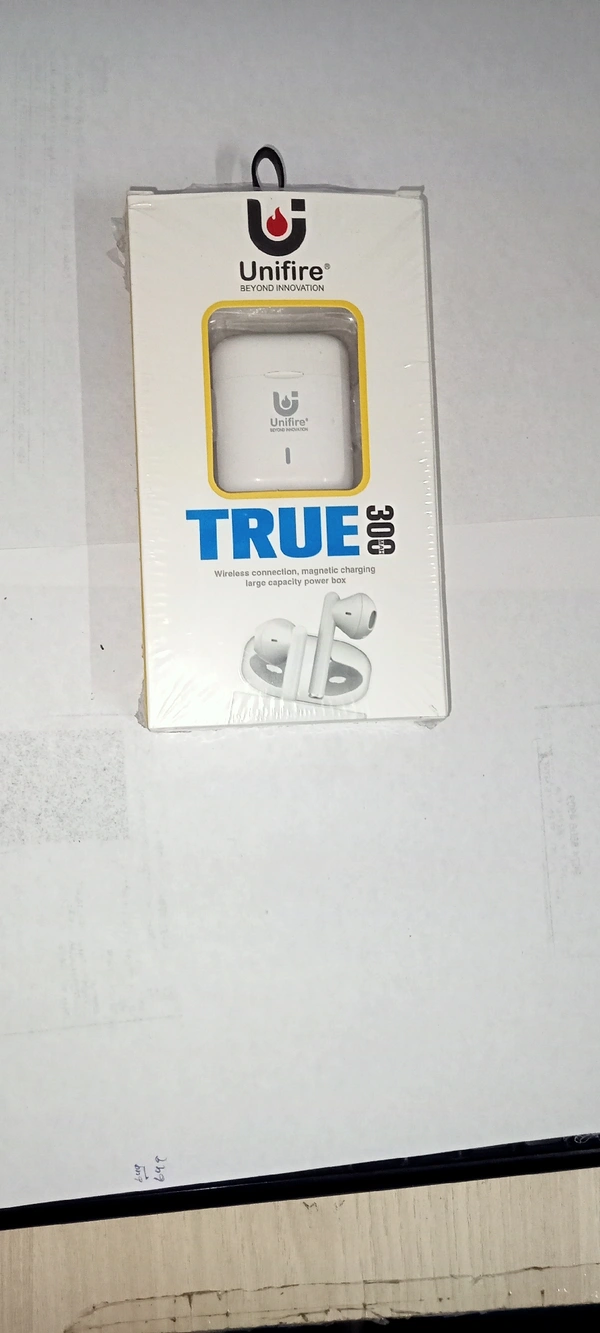 Unifire®
BEYOND INNOVATION
Unifire®
BEYOND INNOVATION
TRUE 300
Wireless connection, magnetic charging
large capacity power box